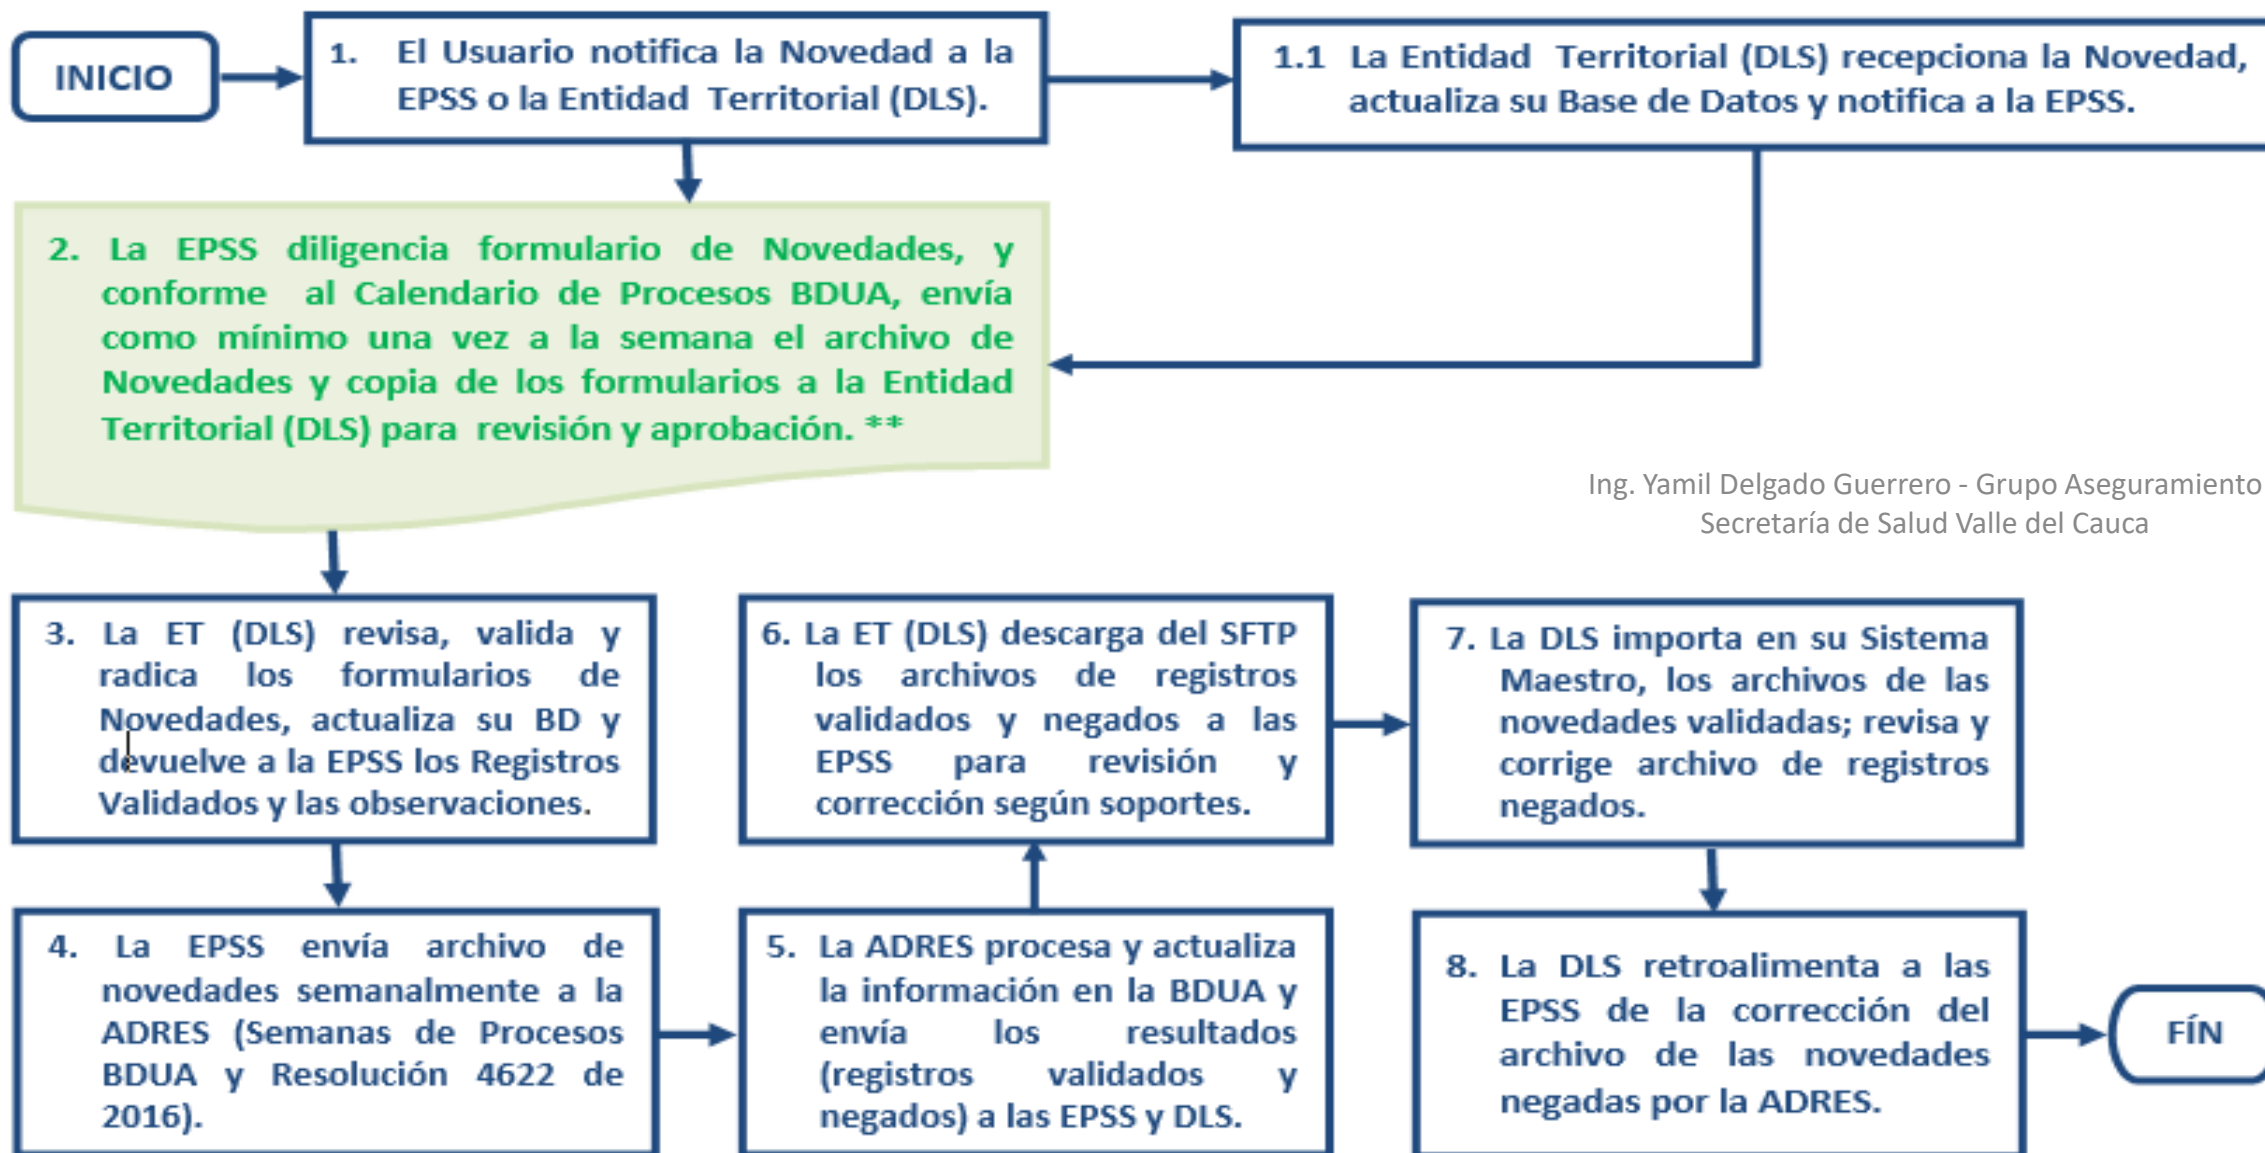 INICIO
1. El Usuario notifica la Novedad a la
EPSS o la Entidad Territorial (DLS).
1.1 La Entidad Territorial (DLS) recepciona la Novedad,
actualiza su Base de Datos y notifica a la EPSS.
2. La EPSS diligencia formulario de Novedades, y
conforme al Calendario de Procesos BDUA, envía
como mínimo una vez a la semana el archivo de
Novedades y copia de los formularios a la Entidad
Territorial (DLS) para revisión y aprobación. **
Ing. Yamil Delgado Guerrero - Grupo Aseguramiento
Secretaría de Salud Valle del Cauca
3. La ET (DLS) revisa, valida y
radica los formularios de
Novedades, actualiza su BD y
devuelve a la EPSS los Registros
Validados y las observaciones.
4. La EPSS envía archivo de
novedades semanalmente a la
ADRES (Semanas de Procesos
BDUA y Resolución 4622 de
2016).
5. La ADRES procesa y actualiza
la información en la BDUA y
envía los resultados
(registros validados y
negados) a las EPSS y DLS.
6. La ET (DLS) descarga del SFTP
los archivos de registros
validados y negados a las
EPSS para revisión y
corrección según soportes.
7. La DLS importa en su Sistema
Maestro, los archivos de las
novedades validadas; revisa y
corrige archivo de registros
negados.
8. La DLS retroalimenta a las
EPSS de la corrección del
archivo de las novedades
negadas por la ADRES.
FÍN